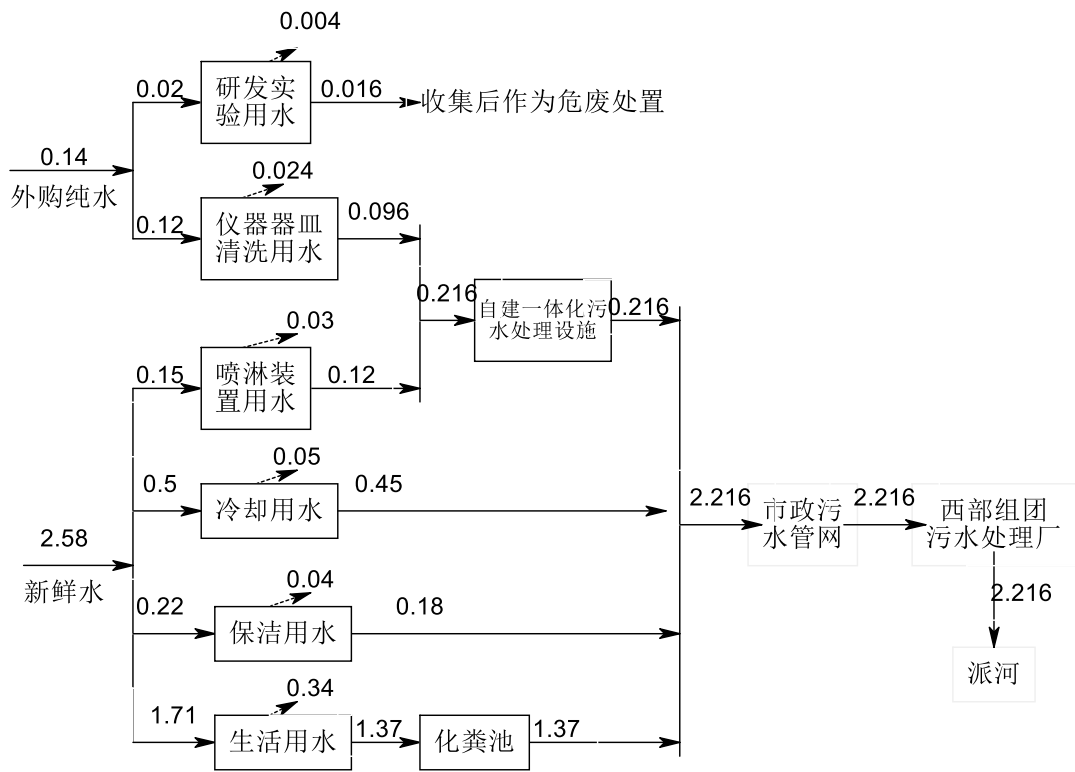 0.004
0.02
研发实
验用水
0.016
收集后作为危废处置
0.14
外购纯水
0.024
0.12
仪器器皿
清洗用水
0.096
0.216
自建一体化污
水处理设施
0.216
0.03
0.15
喷淋装
置用水
0.12
0.05
0.5
冷却用水
0.45
2.216
市政污
水管网
2.216
西部组团
污水处理厂
2.58
新鲜水
0.04
0.22
保洁用水
0.18
2.216
派河
0.34
1.71
生活用水
1.37
化粪池
1.37